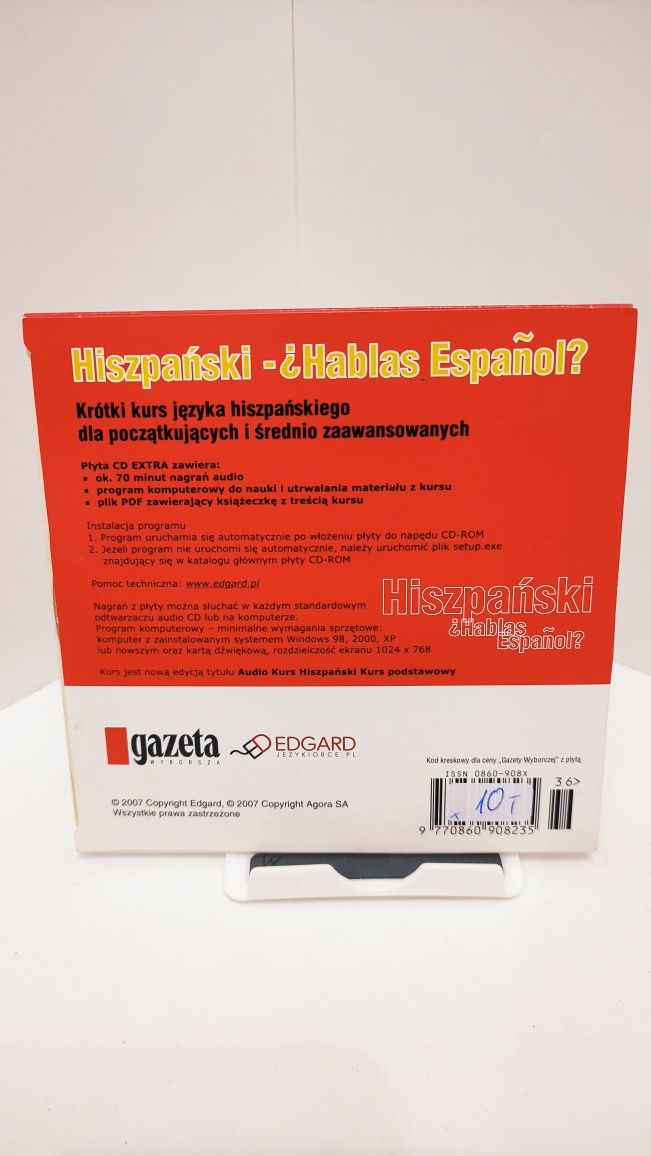 Hiszpański - ¿Hablas Español?
Krótki kurs języka hiszpańskiego
dla początkujących i średnio zaawansowanych
Płyta CD EXTRA zawiera:
▪ ok. 70 minut nagrań audio
▪ program komputerowy do nauki i utrwalania materiału z kursu
▪ plik PDF zawierający książeczkę z treścią kursu
Instalacja programu
1. Program uruchamia się automatycznie po włożeniu płyty do napędu CD-ROM
2. Jeżeli program nie uruchomi się automatycznie, należy uruchomić plik setup.exe
znajdujący się w katalogu głównym płyty CD-ROM
Pomoc techniczna: www.edgard.pl
Nagrań z płyty można słuchać w każdym standardowym
odtwarzaczu audio CD lub na komputerze.
Program komputerowy – minimalne wymagania sprzętowe:
komputer z zainstalowanym systemem Windows 98, 2000, XP
lub nowszym oraz kartą dźwiękową, rozdzielczość ekranu 1024 x 768
Hiszpański
¿Hablas
Español?
Kurs jest nową edycją tytułu Audio Kurs Hiszpański Kurs podstawowy
gazeta
WYBORCZA
EDGARD
JEZYKIOBCE.PL
Kod kreskowy dla ceny „Gazety Wyborczej” z płytą
ISSN 0860-908X
36>
10 T
x
9 770860 908235
© 2007 Copyright Edgard, © 2007 Copyright Agora SA
Wszystkie prawa zastrzeżone